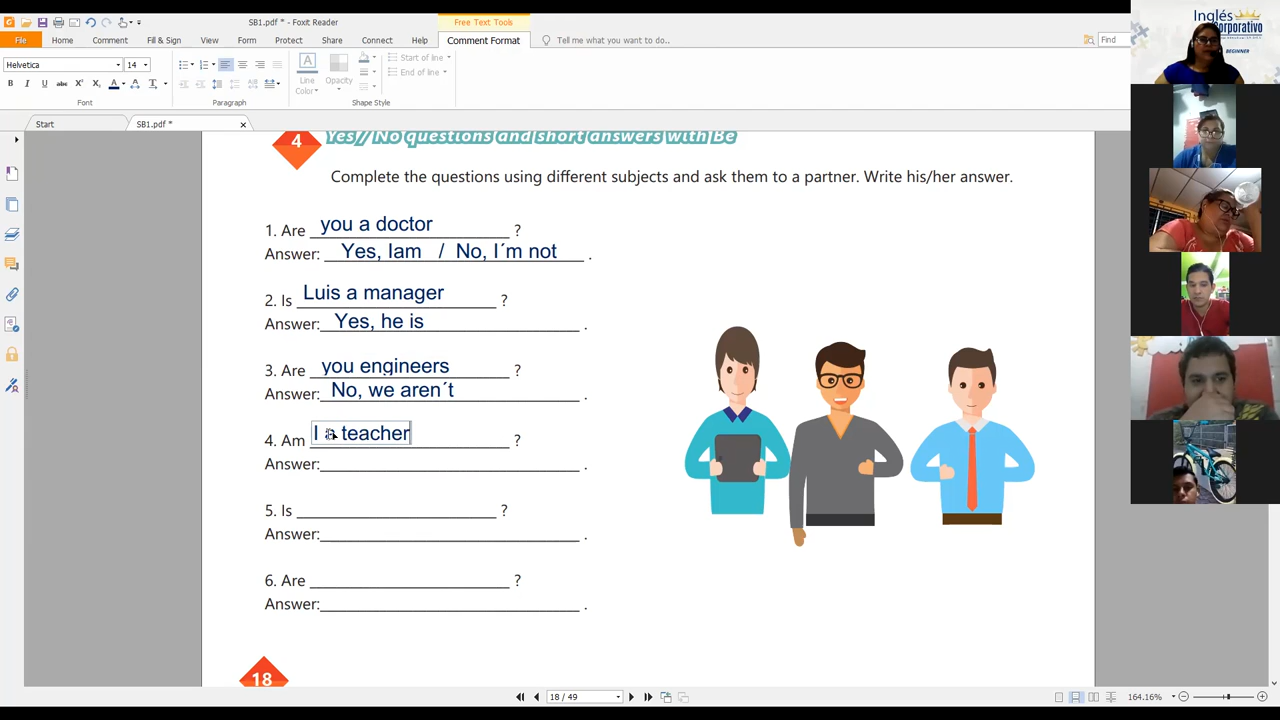 SB1.pdf * - Foxit Reader
Free Text Tools
File Home Comment Fill & Sign View Form Protect Share Connect Help Comment Format Tell me what you want to do.. Find
Helvetica 14
Line Color Opacity Start of line
End of line
Font Paragraph Shape Style
Start SB1.pdf *
Inglés Corporativo
BEGINNER
4 Yes/No questions and short answers with Be
Complete the questions using different subjects and ask them to a partner. Write his/her answer.
1. Are you a doctor ?
Answer: Yes, Iam / No, I´m not .
2. Is Luis a manager ?
Answer: Yes, he is .
3. Are you engineers ?
Answer: No, we aren´t .
4. Am I a teacher ?
Answer: .
5. Is ?
Answer: .
6. Are ?
Answer: .
18
18 / 49 164.16%